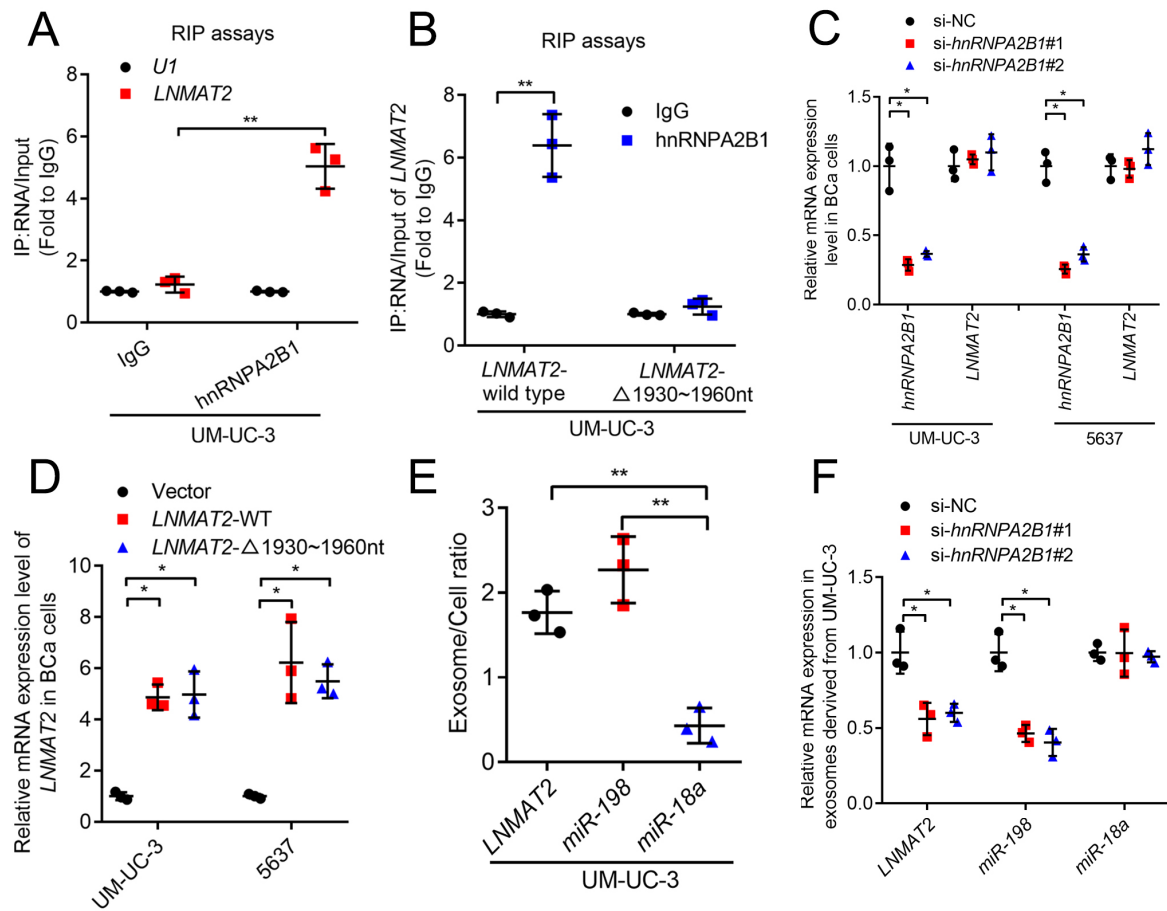 A
RIP assays
U1
LNMAT2
IP:RNA/Input
(Fold to IgG)
8
6
4
2
0
**
IgG
hnRNPA2B1
UM-UC-3
B
RIP assays
IgG
hnRNPA2B1
IP:RNA/Input of LNMAT2
(Fold to IgG)
8
6
4
2
0
**
LNMAT2-
wild type
LNMAT2-
△1930~1960nt
UM-UC-3
C
si-NC
si-hnRNPA2B1#1
si-hnRNPA2B1#2
Relative mRNA expression
level in BCa cells
1.5
1.0
0.5
0.0
*
*
*
*
hnRNPA2B1
LNMAT2
hnRNPA2B1
LNMAT2
UM-UC-3
5637
D
Vector
LNMAT2-WT
LNMAT2-△1930~1960nt
Relative mRNA expression level of
LNMAT2 in BCa cells
10
8
6
4
2
0
*
*
*
*
UM-UC-3
5637
E
Exosome/Cell ratio
3
2
1
0
**
**
LNMAT2
miR-198
miR-18a
UM-UC-3
F
si-NC
si-hnRNPA2B1#1
si-hnRNPA2B1#2
Relative mRNA expression in
exosomes dervived from UM-UC-3
1.5
1.0
0.5
0.0
*
*
*
*
LNMAT2
miR-198
miR-18a